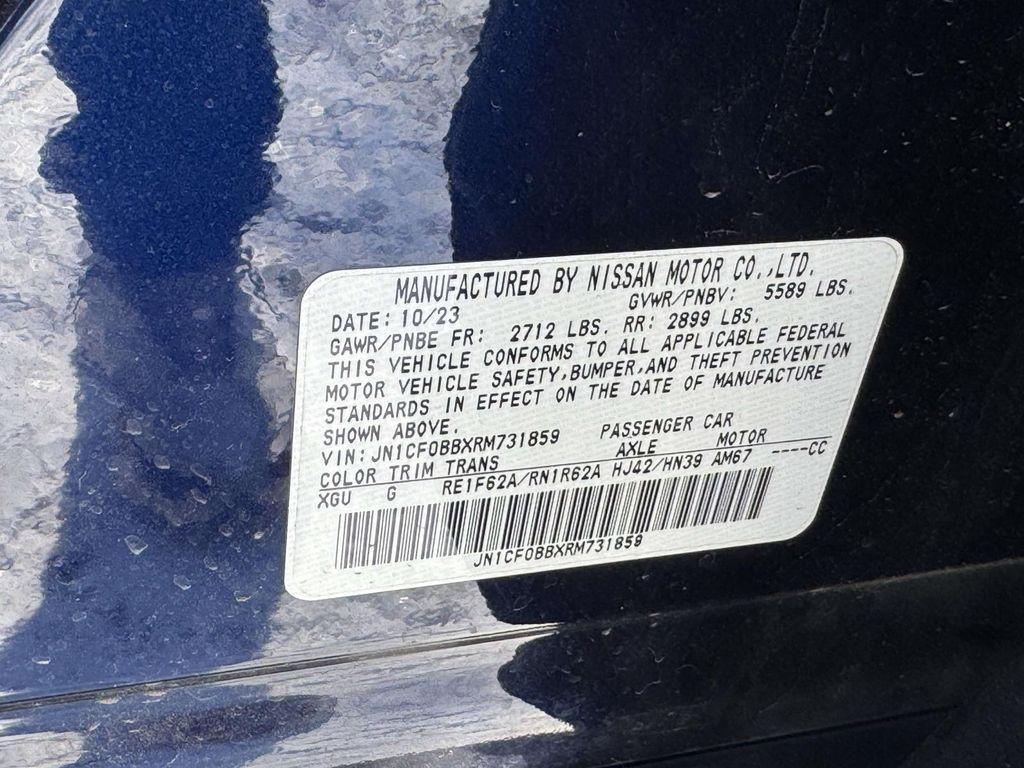 MANUFACTURED BY NISSAN MOTOR CO.,LTD.
DATE: 10/23 GVWR/PNBV: 5589 LBS.
GAWR/PNBE FR: 2712 LBS. RR: 2899 LBS.
THIS VEHICLE CONFORMS TO ALL APPLICABLE FEDERAL
MOTOR VEHICLE SAFETY,BUMPER,AND THEFT PREVENTION
STANDARDS IN EFFECT ON THE DATE OF MANUFACTURE
SHOWN ABOVE.
VIN:JN1CF0BBXRM731859 PASSENGER CAR
COLOR TRIM TRANS AXLE MOTOR
XGU G RE1F62A/RN1R62A HJ42/HN39 AM67 ----CC
JN1CF0BBXRM731859